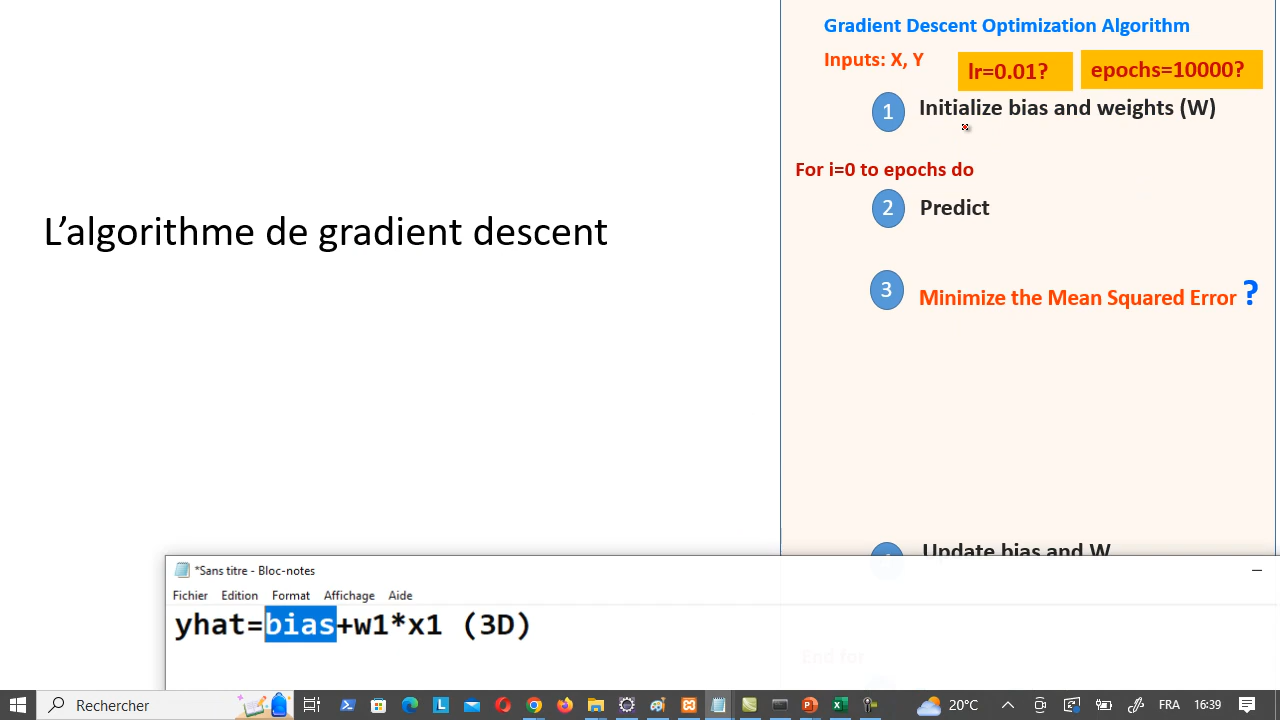 Gradient Descent Optimization Algorithm
Inputs: X, Y
lr=0.01?
epochs=10000?
1 Initialize bias and weights (W)
For i=0 to epochs do
2 Predict
L’algorithme de gradient descent
3 Minimize the Mean Squared Error ?
Update bias and W
*Sans titre - Bloc-notes
Fichier Edition Format Affichage Aide
yhat=bias+w1*x1 (3D)
End for
Rechercher
20°C
FRA
16:39